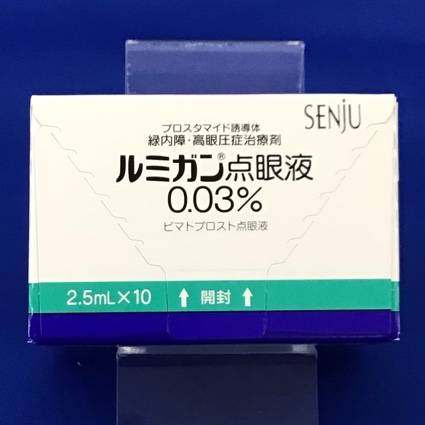 プロスタマイド誘導体
緑内障・高眼圧症治療剤
SENJU
ルミガン®点眼液
0.03%
ビマトプロスト点眼液
2.5mL×10 ↑ 開封 ↑